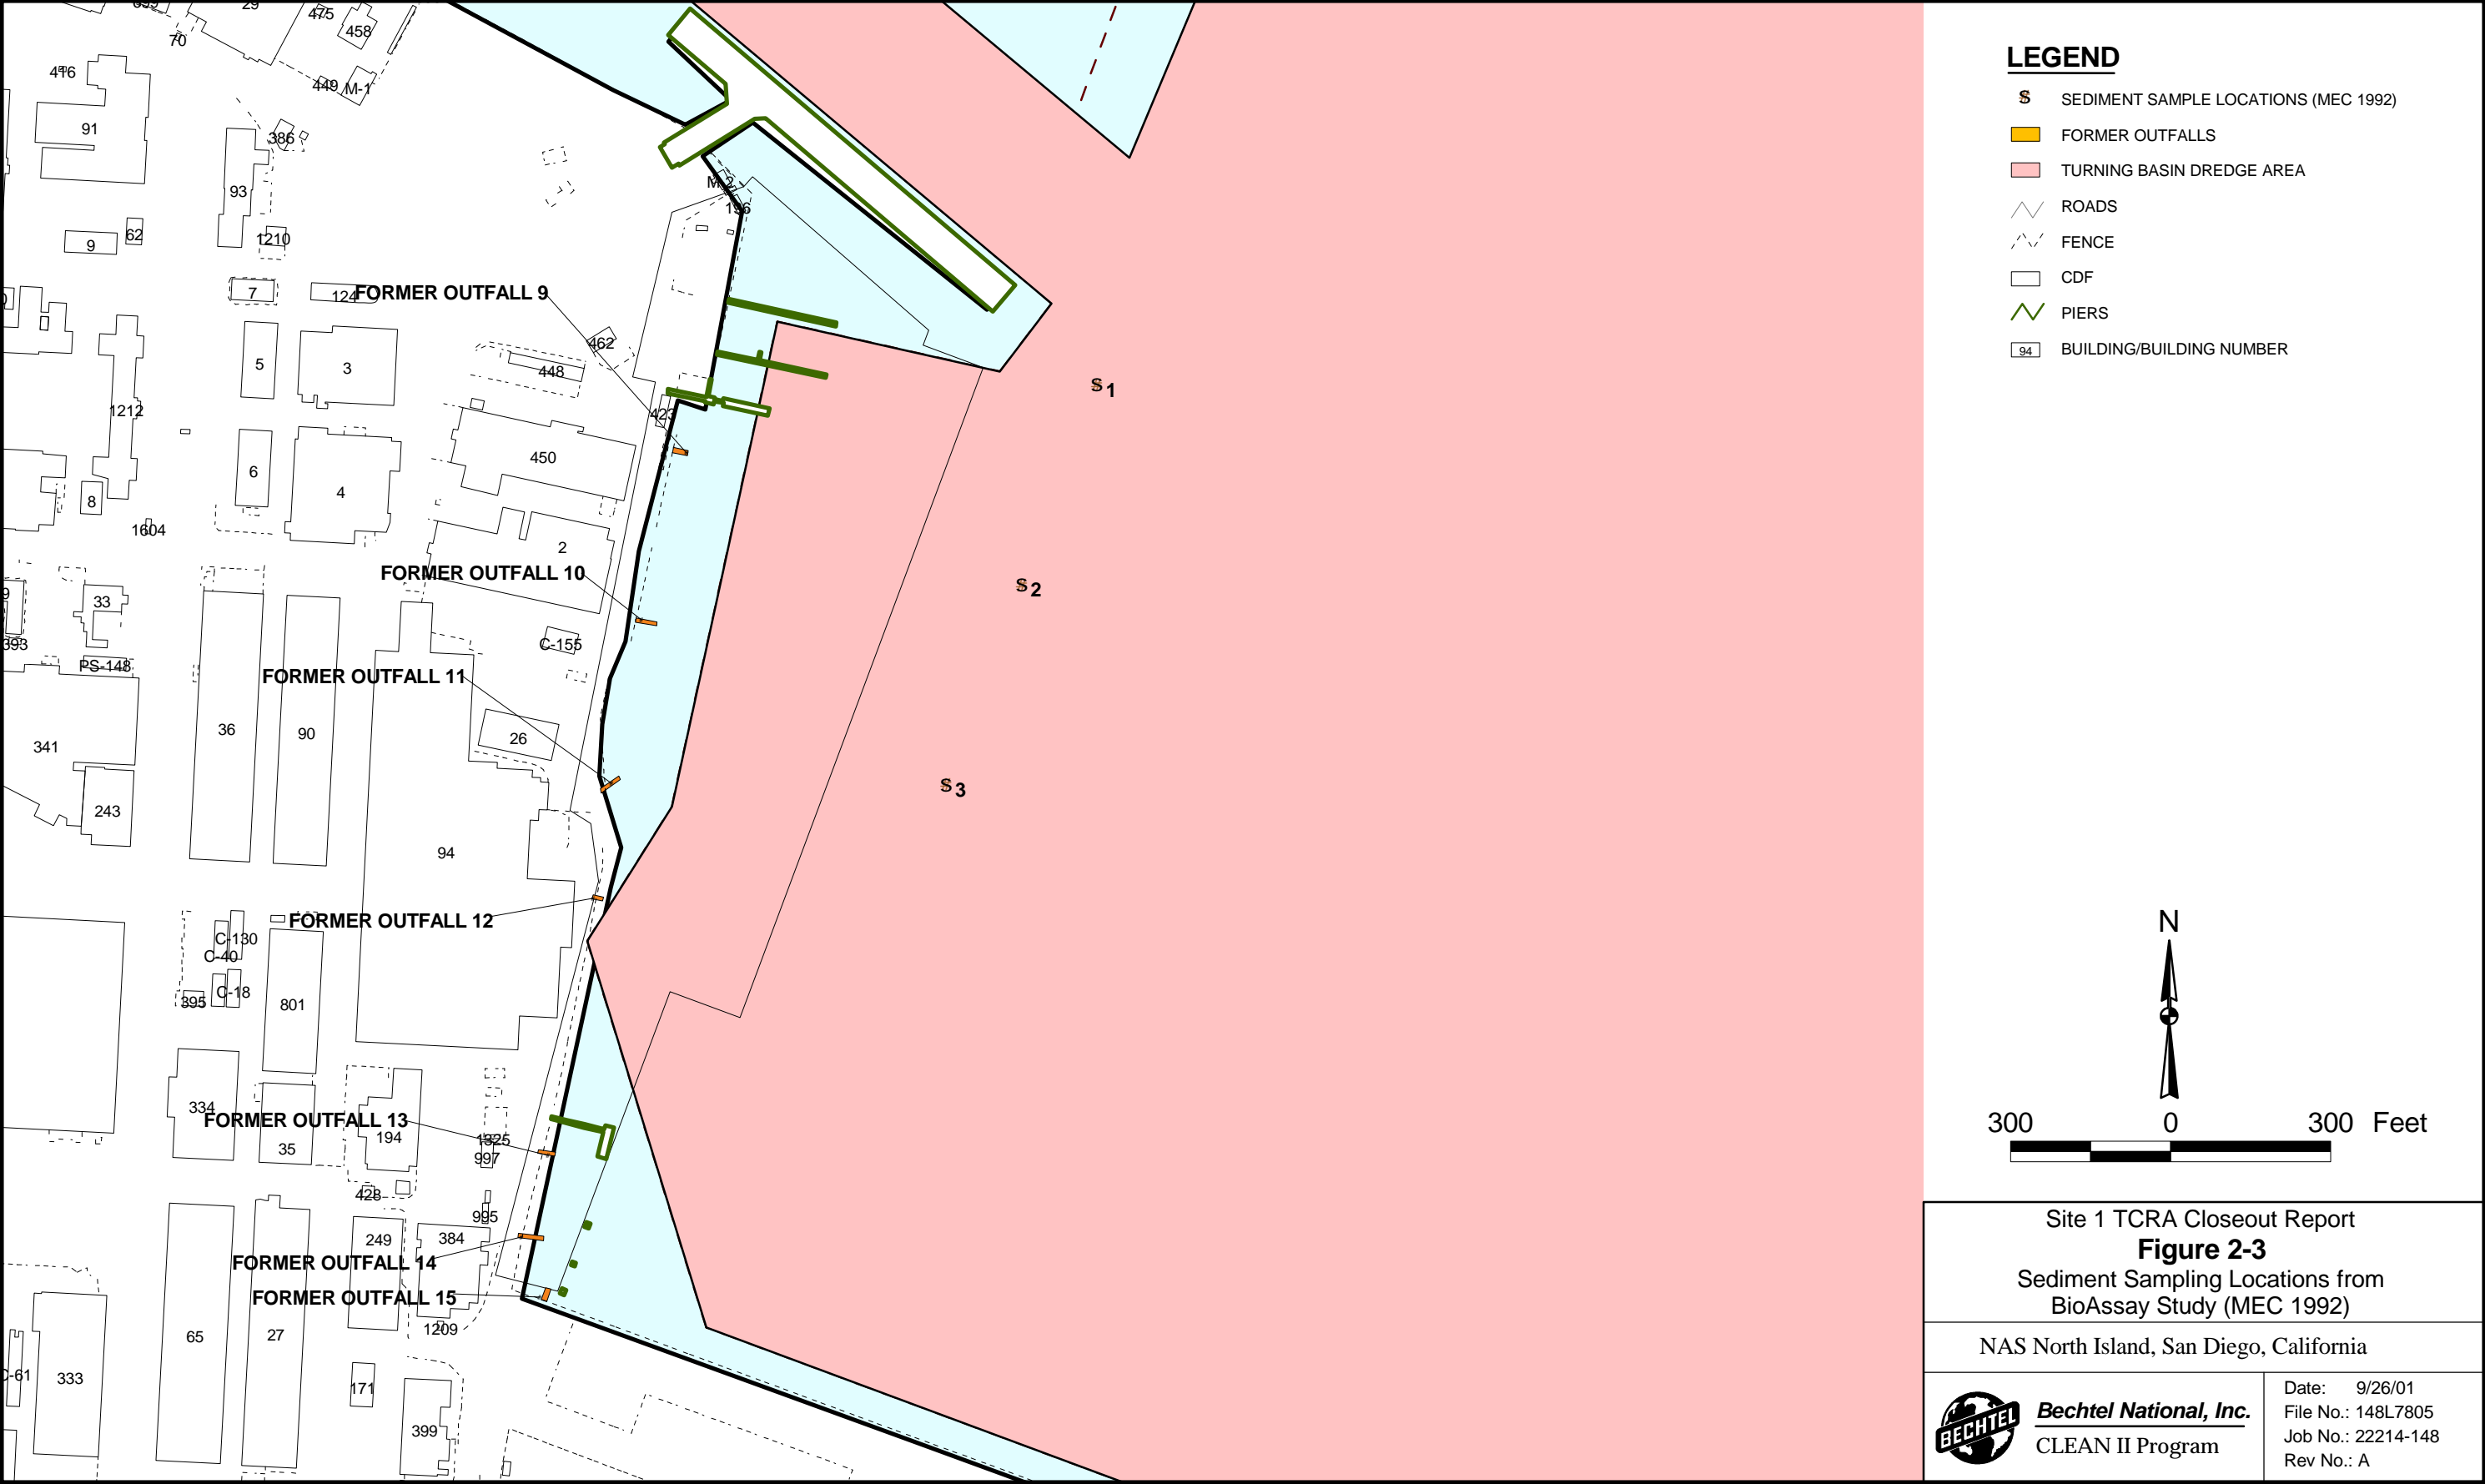 29
475
458
70
416
449
M-1
91
386
93
M-2
196
62
9
1210
7
124
FORMER OUTFALL 9
5
3
462
448
1212
423
6
450
4
8
1604
2
FORMER OUTFALL 10
33
9
393
C-155
PS-148
FORMER OUTFALL 11
36
90
26
341
243
94
FORMER OUTFALL 12
C-130
C-40
C-18
395
801
334
FORMER OUTFALL 13
194
35
1325
997
428
995
249
384
FORMER OUTFALL 14
FORMER OUTFALL 15
1209
65
27
C-61
333
171
399
S 1
S 2
S 3
LEGEND
S SEDIMENT SAMPLE LOCATIONS (MEC 1992)
FORMER OUTFALLS
TURNING BASIN DREDGE AREA
ROADS
FENCE
CDF
PIERS
94 BUILDING/BUILDING NUMBER
N
300 0 300 Feet
Site 1 TCRA Closeout Report
Figure 2-3
Sediment Sampling Locations from
BioAssay Study (MEC 1992)
NAS North Island, San Diego, California
BECHTEL
Bechtel National, Inc.
CLEAN II Program
Date: 9/26/01
File No.: 148L7805
Job No.: 22214-148
Rev No.: A